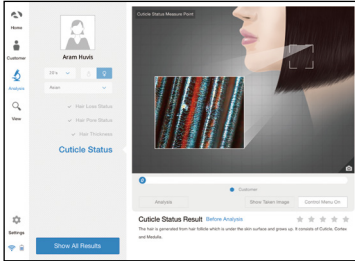 Home
Customer
Analysis
View
Settings
Aram Huvis
Asian
Hair Loss Status
Hair Pore Status
Hair Thickness
Cuticle Status
Show All Results
Cuticle Status Measure Point
Customer
Analysis
Show Taken Image
Control Menu On
Cuticle Status Result Before Analysis
The hair is generated from hair follicle which is under the skin surface and grows up. It consists of Cuticle, Cortex
and Medulla.